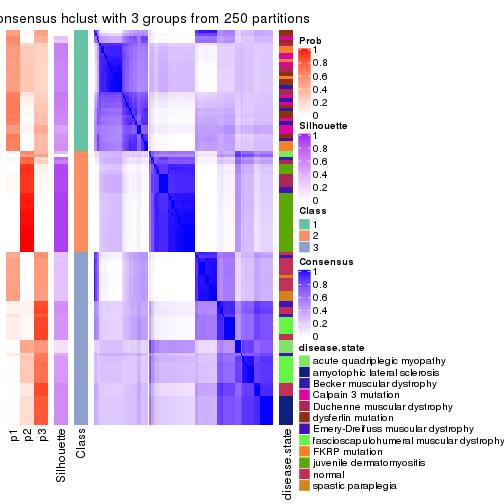 onsensus hclust with 3 groups from 250 partitions
Prob
1
0.8
0.6
0.4
0.2
0
Silhouette
1
0.8
0.6
0.4
0.2
0
Class
1
2
3
Consensus
1
0.8
0.6
0.4
0.2
0
disease.state
acute quadriplegic myopathy
amyotophic lateral sclerosis
Becker muscular dystrophy
Calpain 3 mutation
Duchenne muscular dystrophy
dysferlin mutation
Emery-Dreifuss muscular dystrophy
fascioscapulohumeral muscular dystrophy
FKRP mutation
juvenile dermatomyositis
normal
spastic paraplegia
p1
p2
p3
Silhouette
Class
disease.state